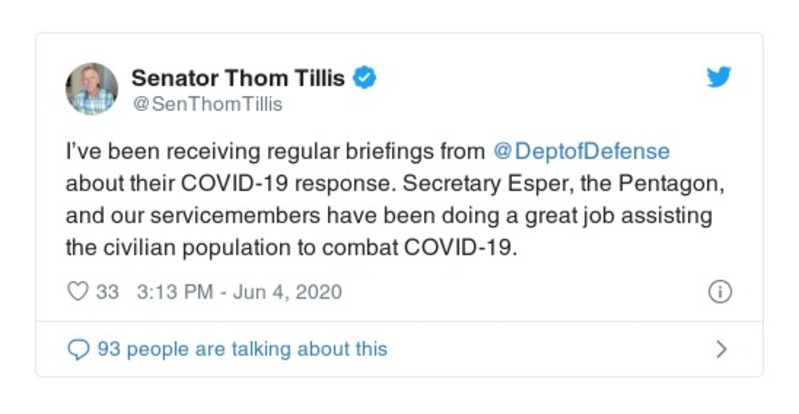 Senator Thom Tillis
@SenThomTillis
I've been receiving regular briefings from @DeptofDefense
about their COVID-19 response. Secretary Esper, the Pentagon,
and our servicemembers have been doing a great job assisting
the civilian population to combat COVID-19.
33 3:13 PM - Jun 4, 2020
93 people are talking about this